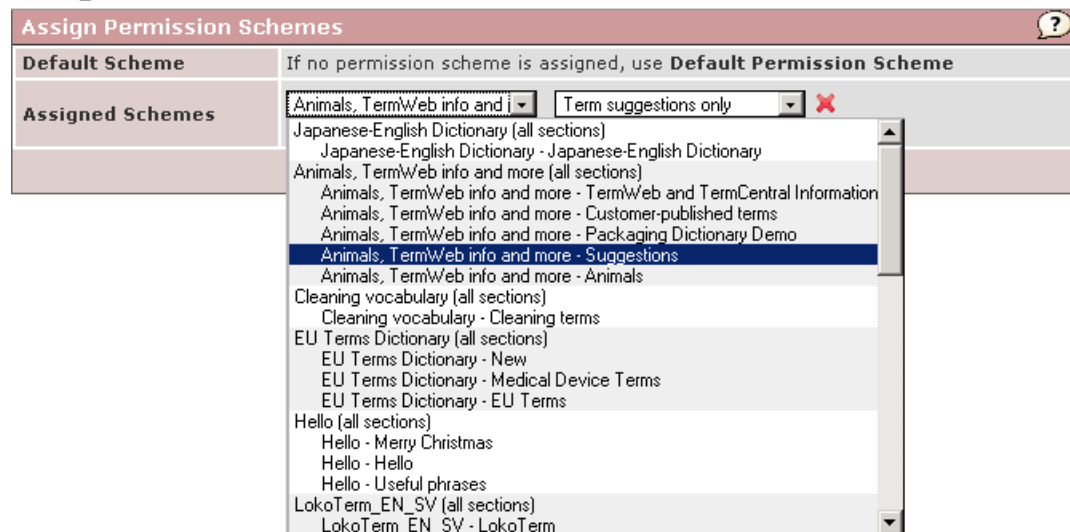 Assign Permission Schemes ?
Default Scheme If no permission scheme is assigned, use Default Permission Scheme
Assigned Schemes Animals, TermWeb info and i Term suggestions only
Japanese-English Dictionary (all sections)
Japanese-English Dictionary - Japanese-English Dictionary
Animals, TermWeb info and more (all sections)
Animals, TermWeb info and more - TermWeb and TermCentral Information
Animals, TermWeb info and more - Customer-published terms
Animals, TermWeb info and more - Packaging Dictionary Demo
Animals, TermWeb info and more - Suggestions
Animals, TermWeb info and more - Animals
Cleaning vocabulary (all sections)
Cleaning vocabulary - Cleaning terms
EU Terms Dictionary (all sections)
EU Terms Dictionary - New
EU Terms Dictionary - Medical Device Terms
EU Terms Dictionary - EU Terms
Hello (all sections)
Hello - Merry Christmas
Hello - Hello
Hello - Useful phrases
LokoTerm_EN_SV (all sections)
LokoTerm_EN_SV - LokoTerm